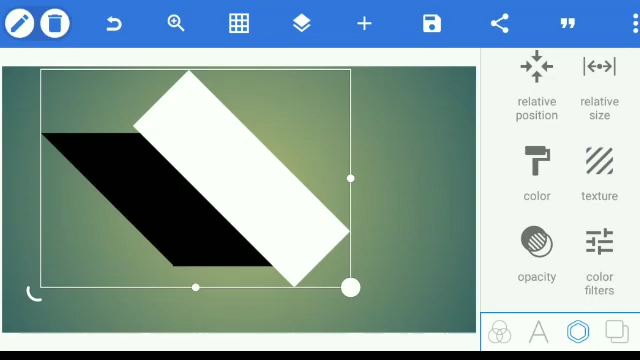 relative position
relative size
color
texture
opacity
color filters